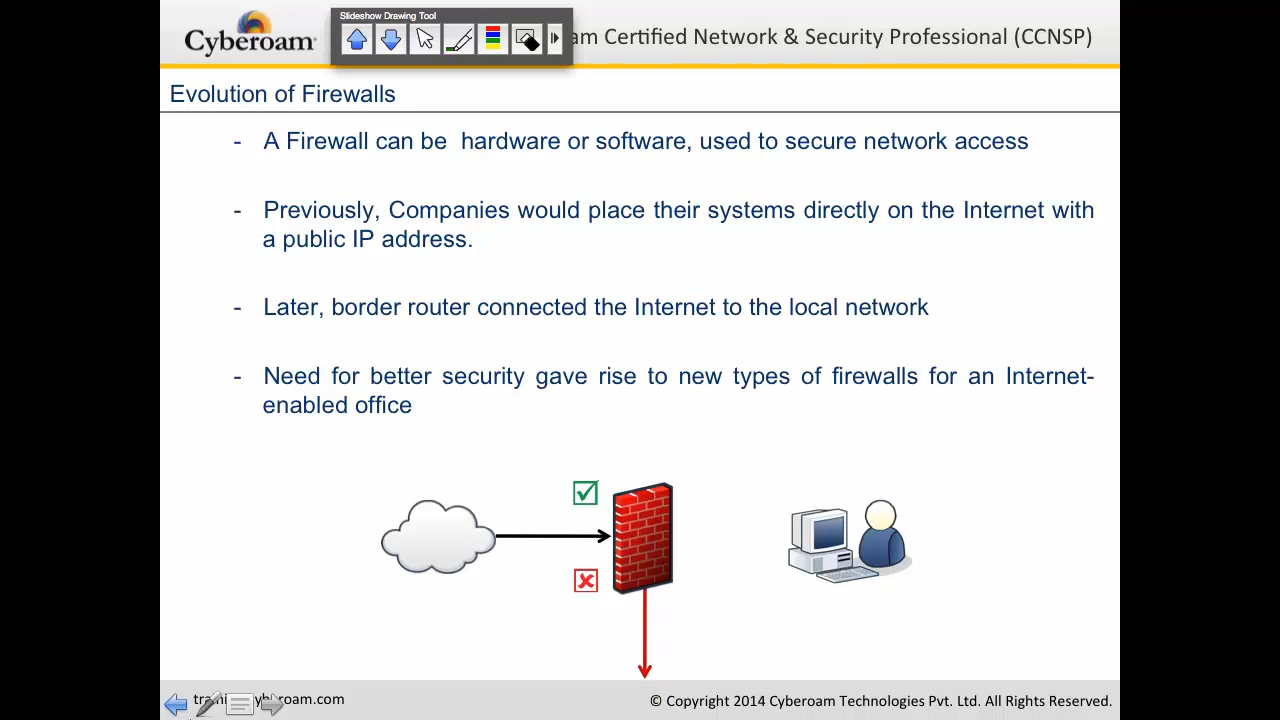 Cyberoam
Slideshow Drawing Tool
am Certified Network & Security Professional (CCNSP)
Evolution of Firewalls
- A Firewall can be hardware or software, used to secure network access
- Previously, Companies would place their systems directly on the Internet with
a public IP address.
- Later, border router connected the Internet to the local network
- Need for better security gave rise to new types of firewalls for an Internet-
enabled office
© Copyright 2014 Cyberoam Technologies Pvt. Ltd. All Rights Reserved.